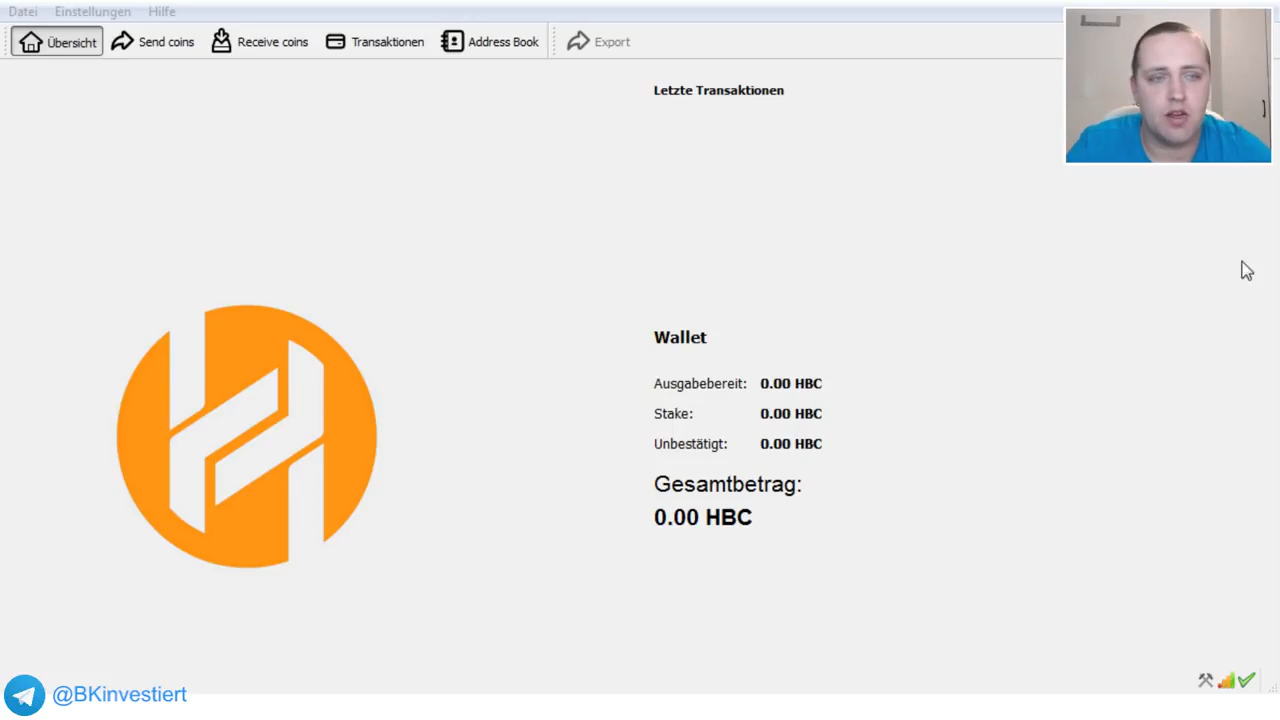 Datei Einstellungen Hilfe
Übersicht Send coins Receive coins Transaktionen Address Book Export
Letzte Transaktionen
Wallet
Ausgabebereit: 0.00 HBC
Stake: 0.00 HBC
Unbestätigt: 0.00 HBC
Gesamtbetrag:
0.00 HBC
@BKinvestiert